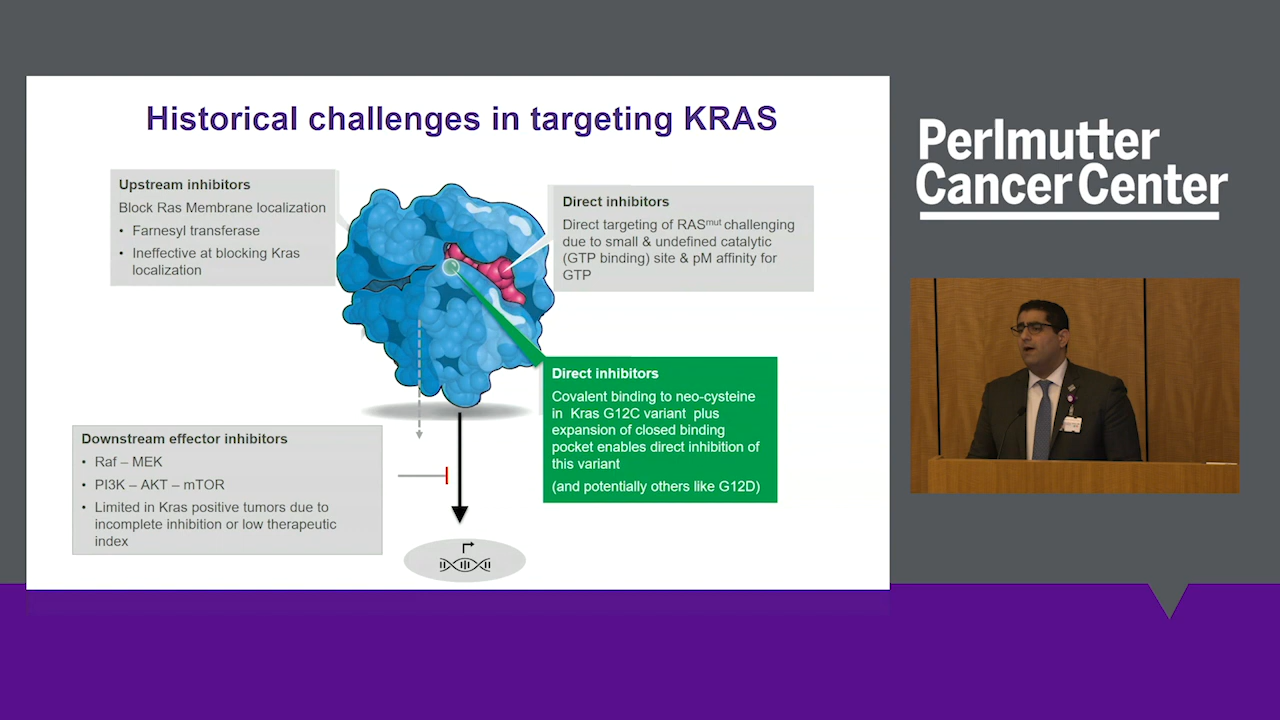 Historical challenges in targeting KRAS
Upstream inhibitors
Block Ras Membrane localization
• Farnesyl transferase
• Ineffective at blocking Kras
localization
Direct inhibitors
Direct targeting of RASmut challenging
due to small & undefined catalytic
(GTP binding) site & pM affinity for
GTP
Direct inhibitors
Covalent binding to neo-cysteine
in Kras G12C variant plus
expansion of closed binding
pocket enables direct inhibition of
this variant
(and potentially others like G12D)
Downstream effector inhibitors
• Raf – MEK
• PI3K – AKT – mTOR
• Limited in Kras positive tumors due to
incomplete inhibition or low therapeutic
index
Perlmutter
Cancer Center